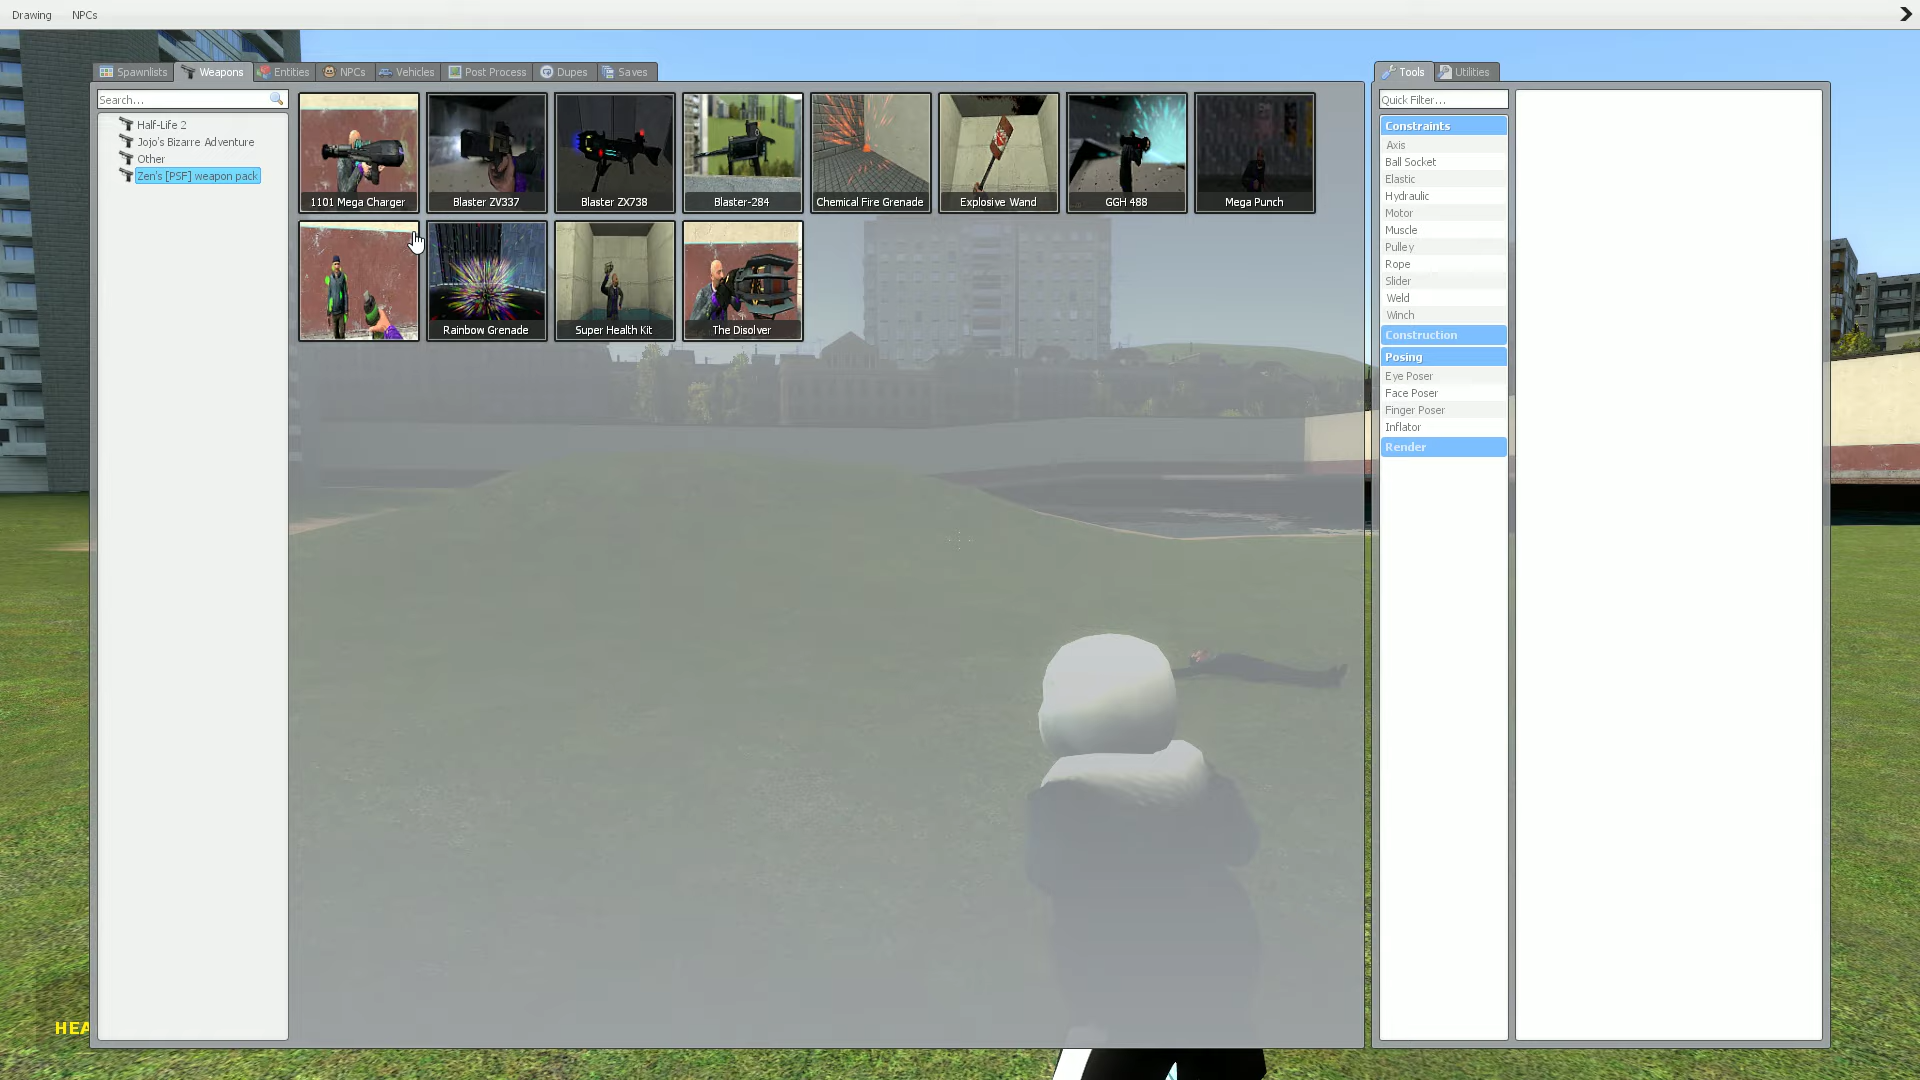 Drawing NPCs
Spawnlists Weapons Entities NPCs Vehicles Post Process Dupes Saves
Tools Utilities
Search...
Half-Life 2
Jojo's Bizarre Adventure
Other
Zen's [PSF] weapon pack
1101 Mega Charger
Blaster ZV337
Blaster ZX738
Blaster-284
Chemical Fire Grenade
Explosive Wand
GGH 488
Mega Punch
Rainbow Grenade
Super Health Kit
The Disolver
Quick Filter...
Constraints
Axis
Ball Socket
Elastic
Hydraulic
Motor
Muscle
Pulley
Rope
Slider
Weld
Winch
Construction
Posing
Eye Poser
Face Poser
Finger Poser
Inflator
Render
HEA